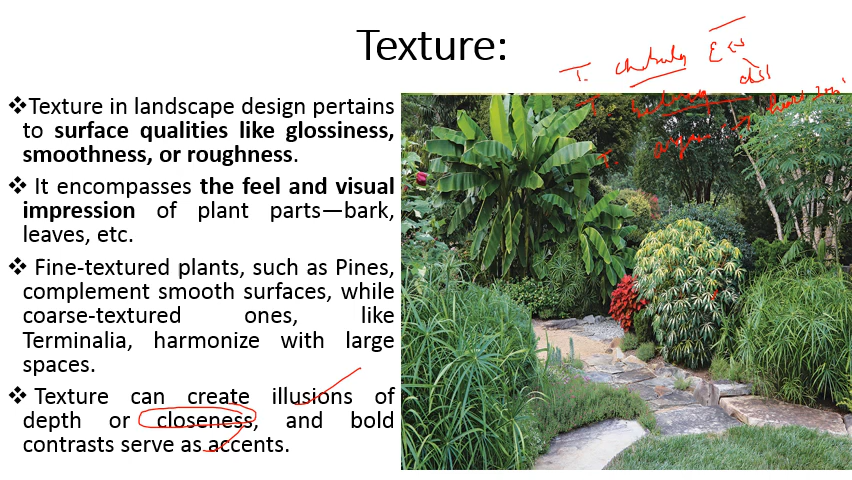 Texture:
T. chebula
T.
T.
❖Texture in landscape design pertains
to surface qualities like glossiness,
smoothness, or roughness.
❖ It encompasses the feel and visual
impression of plant parts—bark,
leaves, etc.
❖ Fine-textured plants, such as Pines,
complement smooth surfaces, while
coarse-textured ones, like
Terminalia, harmonize with large
spaces.
❖ Texture can create illusions of
depth or closeness, and bold
contrasts serve as accents.